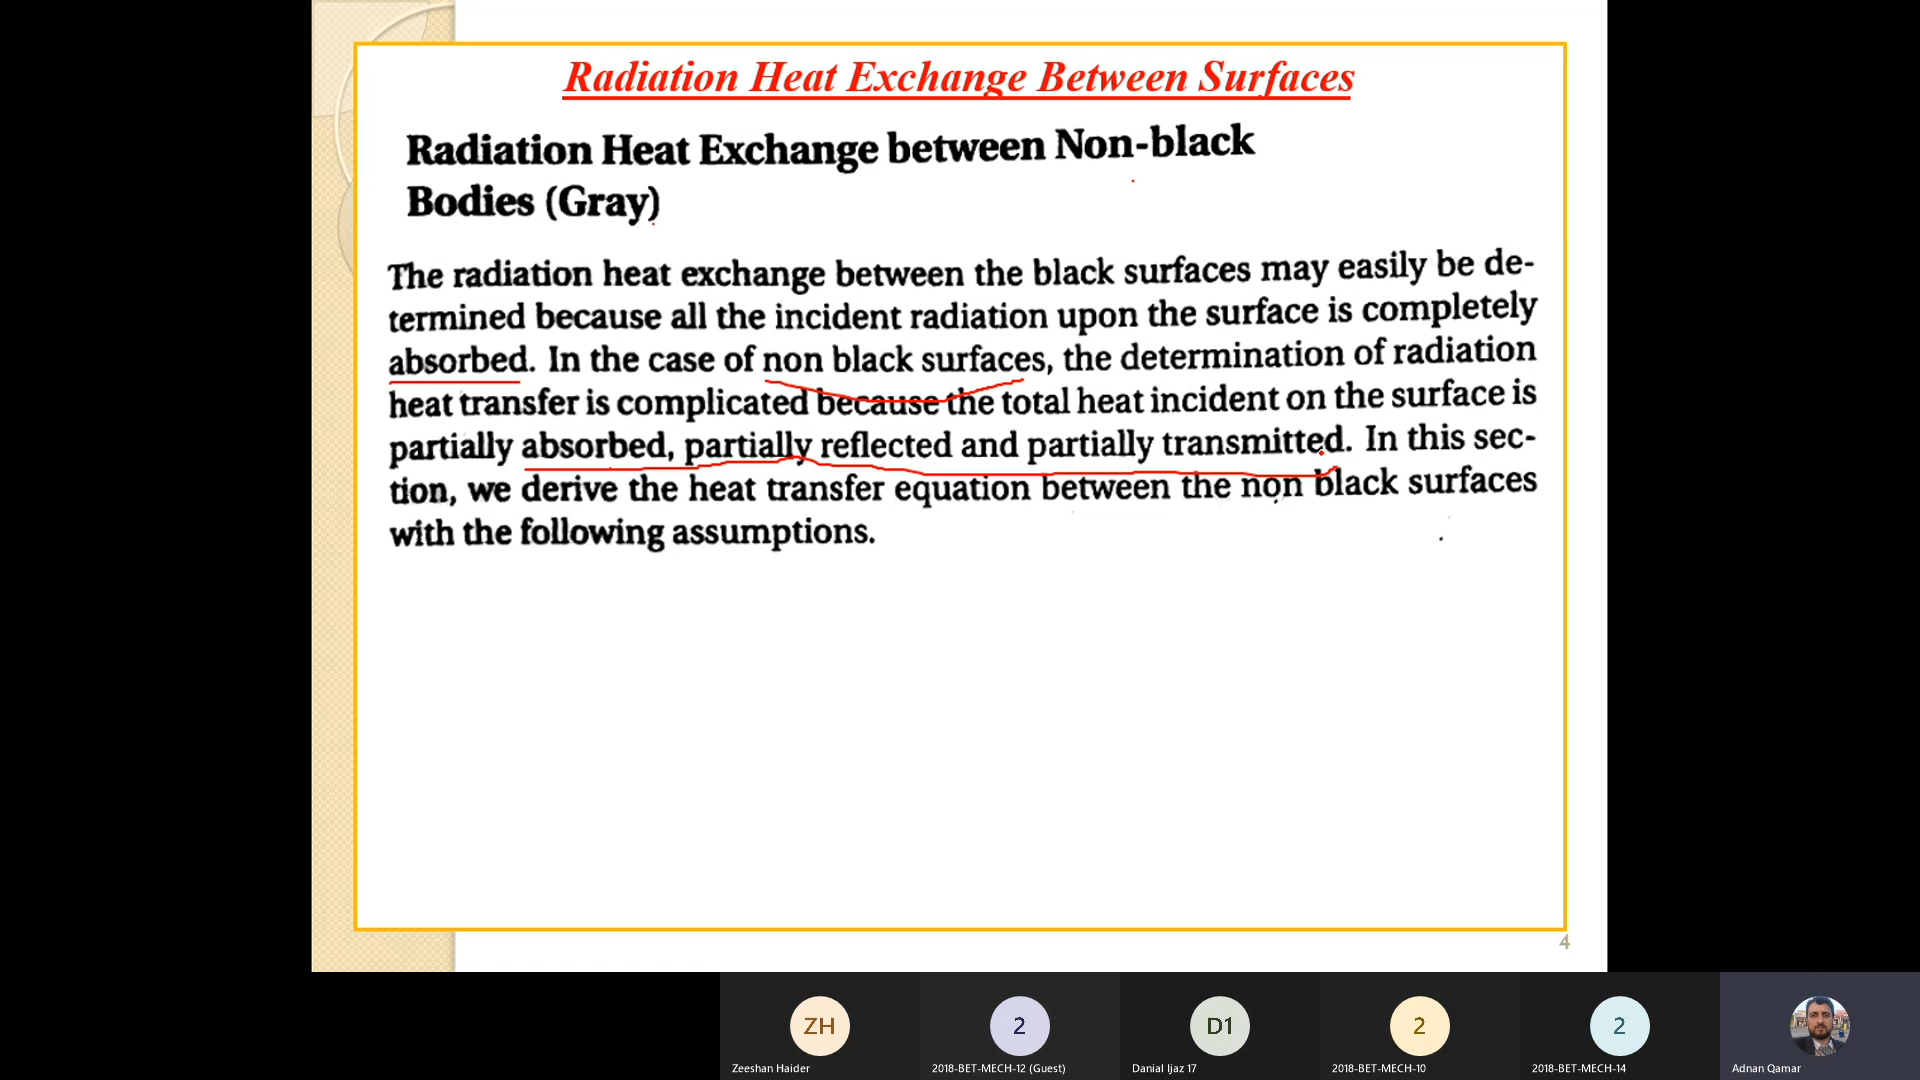 Radiation Heat Exchange Between Surfaces
Radiation Heat Exchange between Non-black
Bodies (Gray)
The radiation heat exchange between the black surfaces may easily be de-
termined because all the incident radiation upon the surface is completely
absorbed. In the case of non black surfaces, the determination of radiation
heat transfer is complicated because the total heat incident on the surface is
partially absorbed, partially reflected and partially transmitted. In this sec-
tion, we derive the heat transfer equation between the non black surfaces
with the following assumptions.
4
ZH
2
D1
2
2
Zeeshan Haider
2018-BET-MECH-12 (Guest)
Danial Ijaz 17
2018-BET-MECH-10
2018-BET-MECH-14
Adnan Qamar